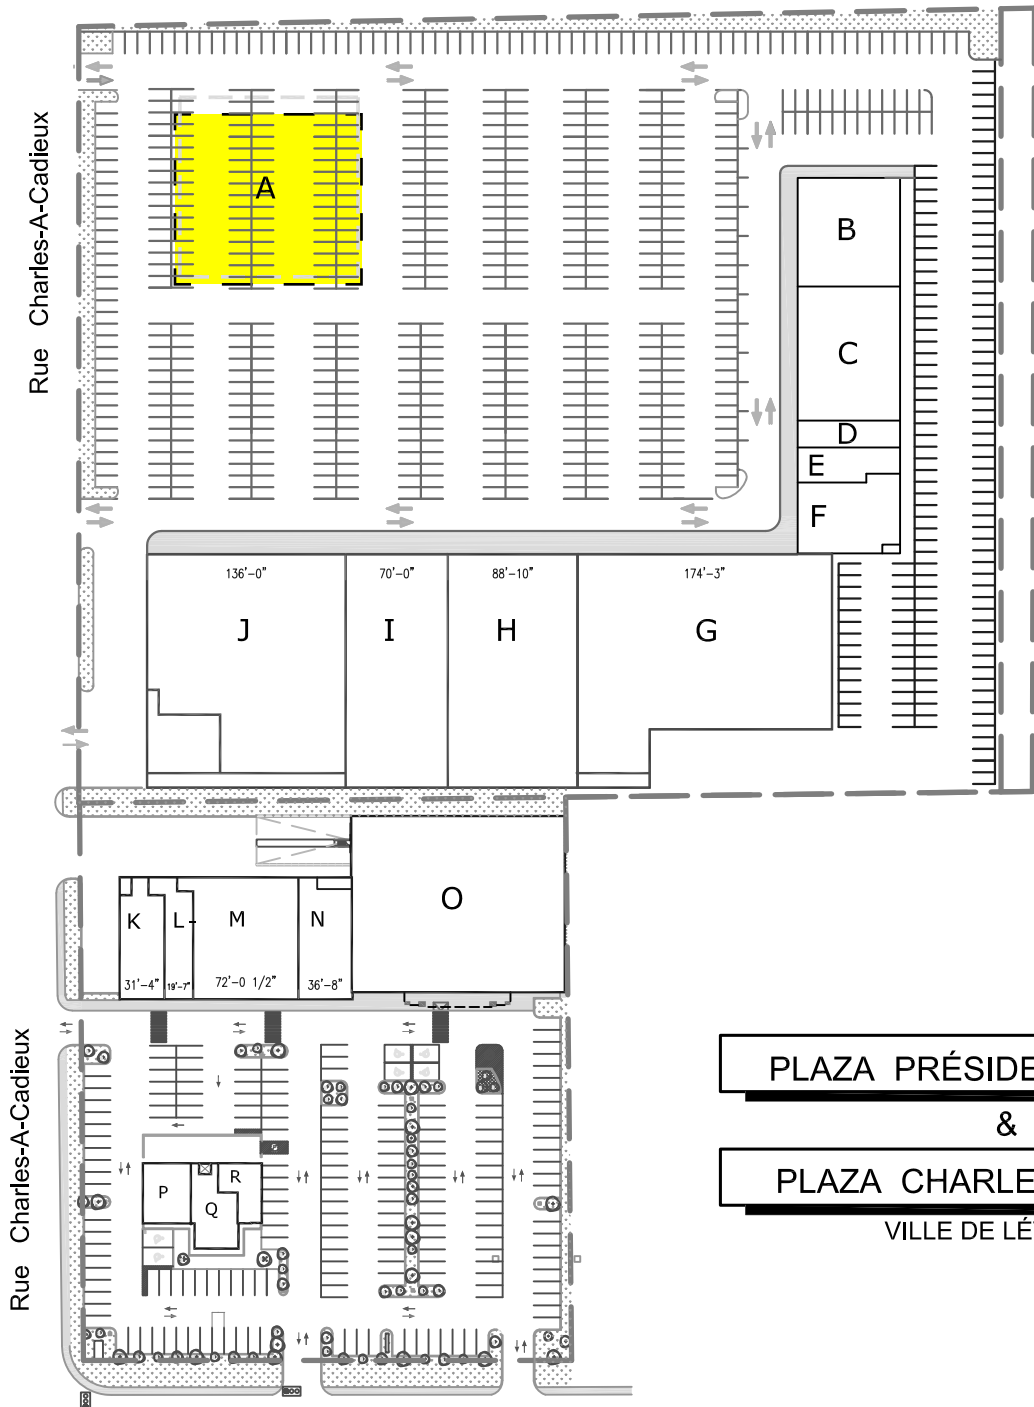 Rue Charles-A-Cadieux
A
B
C
D
E
F
136'-0" 70'-0" 88'-10" 174'-3"
J I H G
O
K L M N
31'-4" 19'-7" 72'-0 1/2" 36'-8"
Rue Charles-A-Cadieux
P Q R
PLAZA PRÉSIDE
&
PLAZA CHARLE
VILLE DE LÉ